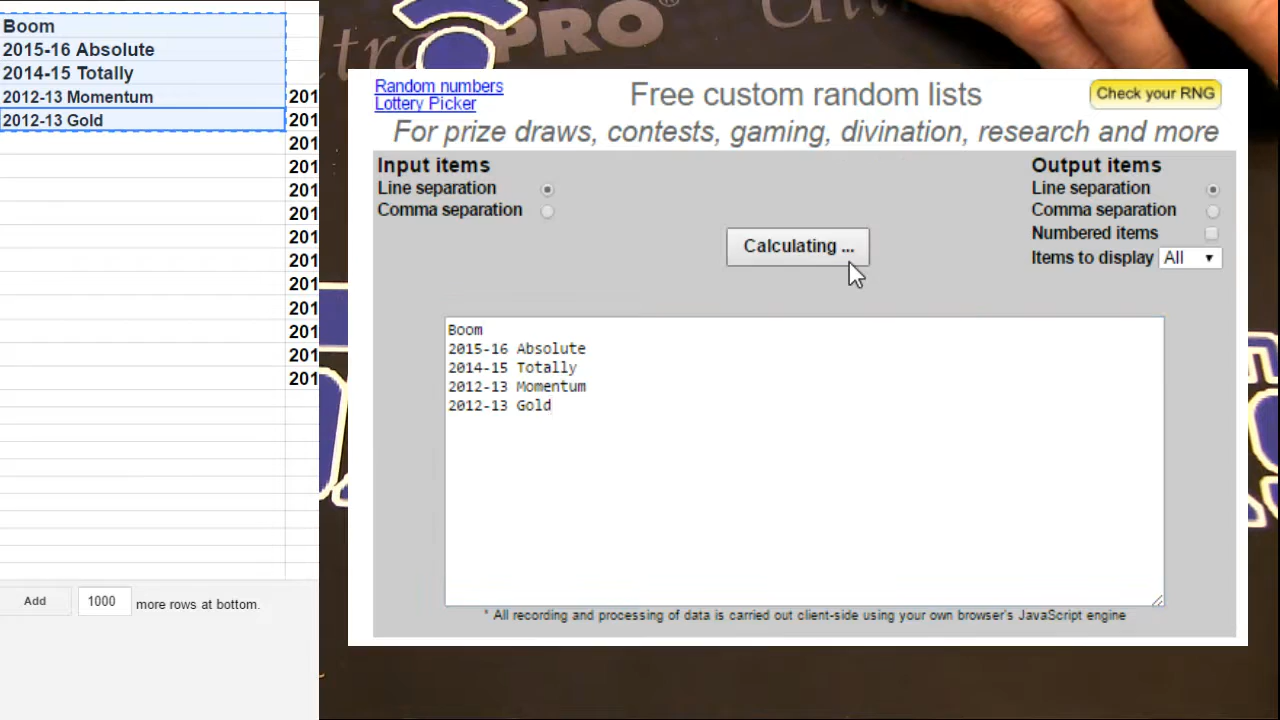 Boom
2015-16 Absolute
2014-15 Totally
2012-13 Momentum
2012-13 Gold
201
201
201
201
201
201
201
201
201
201
201
201
201
Add
1000
more rows at bottom.
PRO
®
Random numbers
Lottery Picker
Free custom random lists
Check your RNG
For prize draws, contests, gaming, divination, research and more
Input items
Line separation
Comma separation
Calculating ...
Output items
Line separation
Comma separation
Numbered items
Items to display All
Boom
2015-16 Absolute
2014-15 Totally
2012-13 Momentum
2012-13 Gold
* All recording and processing of data is carried out client-side using your own browser's JavaScript engine